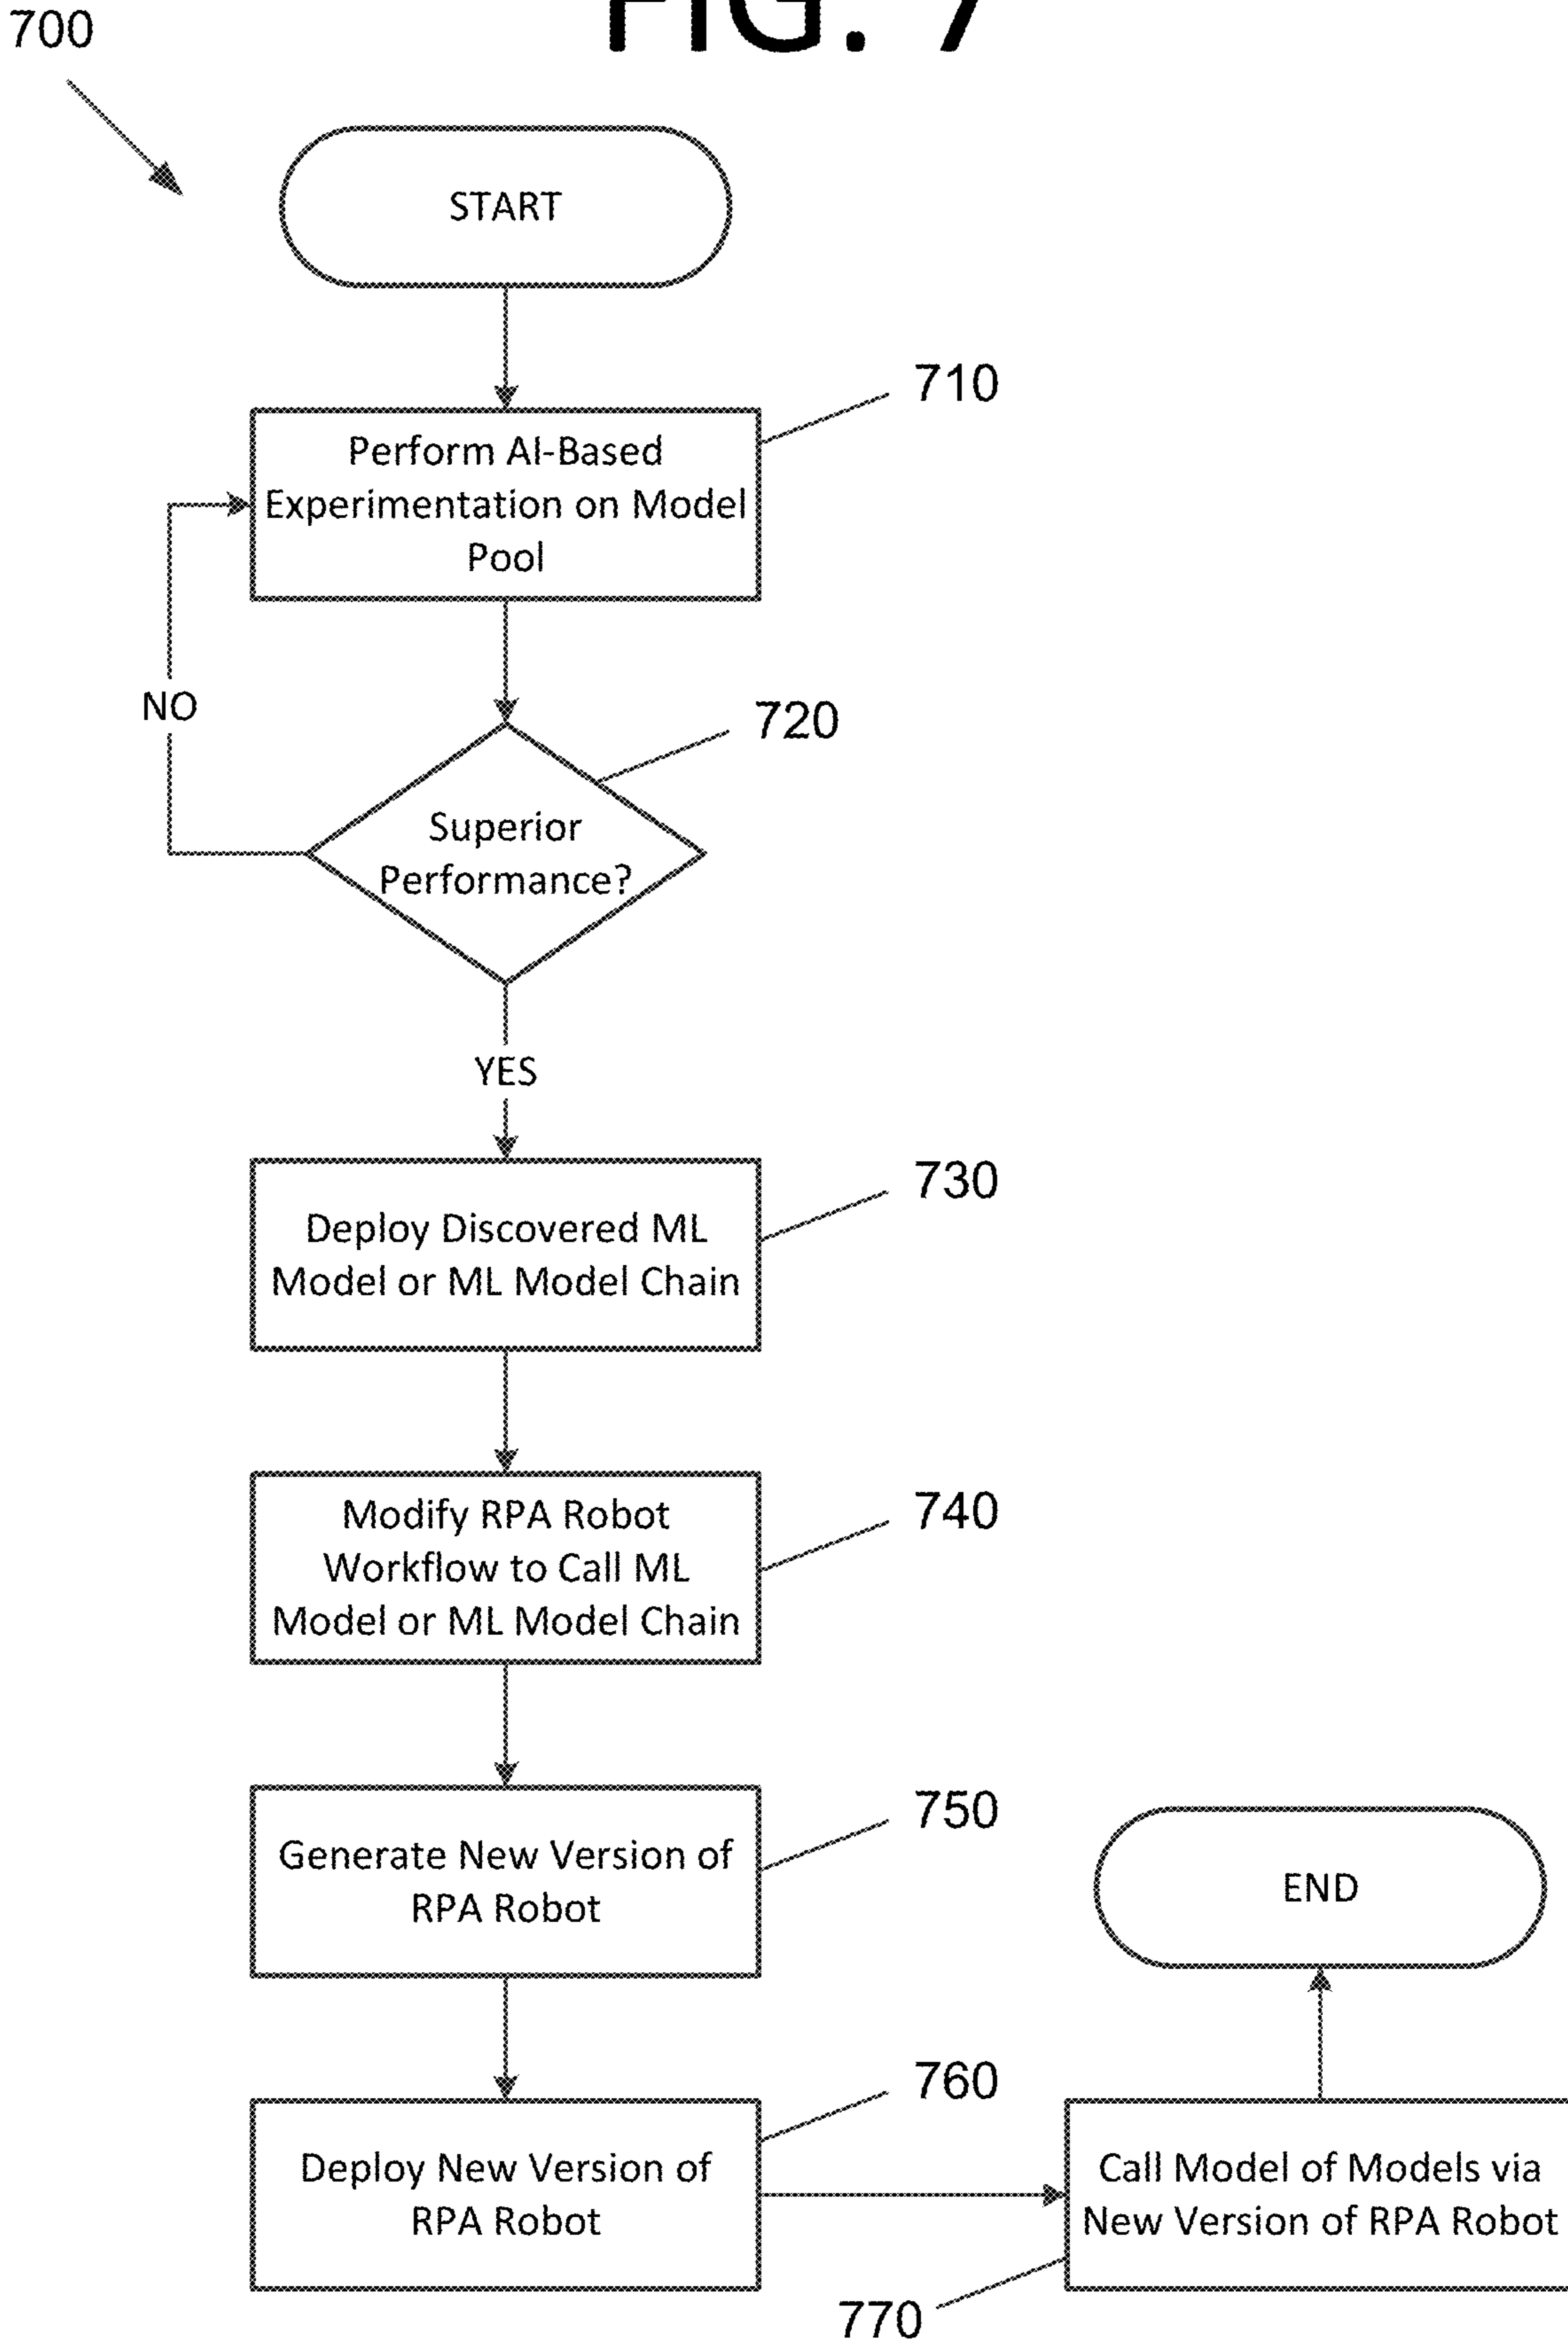 FIG. 7
700
START
710
Perform AI-Based
Experimentation on Model
Pool
NO
720
Superior
Performance?
YES
730
Deploy Discovered ML
Model or ML Model Chain
740
Modify RPA Robot
Workflow to Call ML
Model or ML Model Chain
750
Generate New Version of
RPA Robot
END
760
Deploy New Version of
RPA Robot
Call Model of Models via
New Version of RPA Robot
770